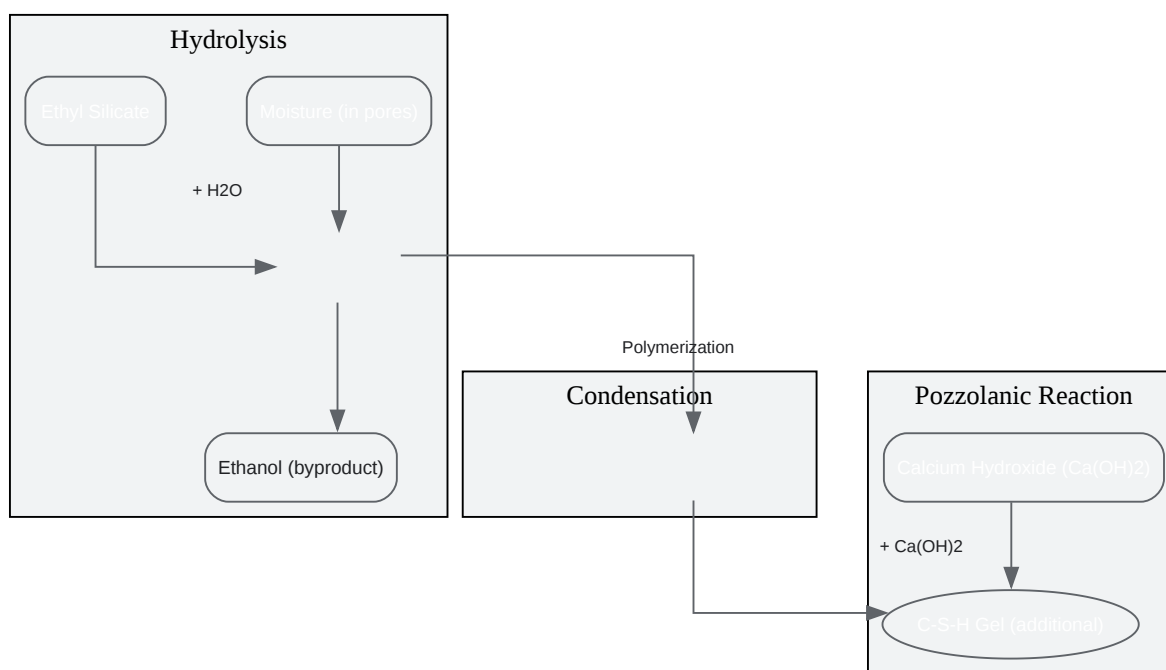 Hydrolysis
Ethyl Silicate
Moisture (in pores)
+ H2O
Ethanol (byproduct)
Polymerization
Condensation
Pozzolanic Reaction
Calcium Hydroxide (Ca(OH)2)
+ Ca(OH)2
C-S-H Gel (additional)